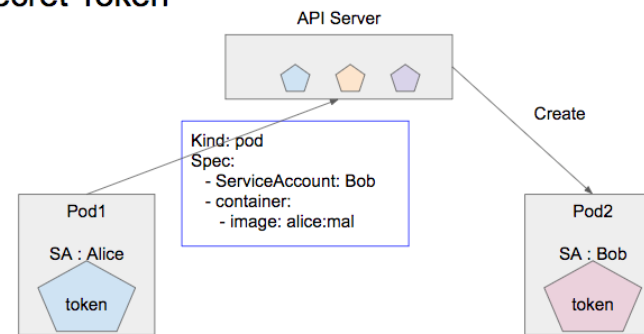 Token
API Server
Create
Kind: pod
Spec:
- ServiceAccount: Bob
- container:
- image: alice:mal
Pod1
SA : Alice
token
Pod2
SA : Bob
token